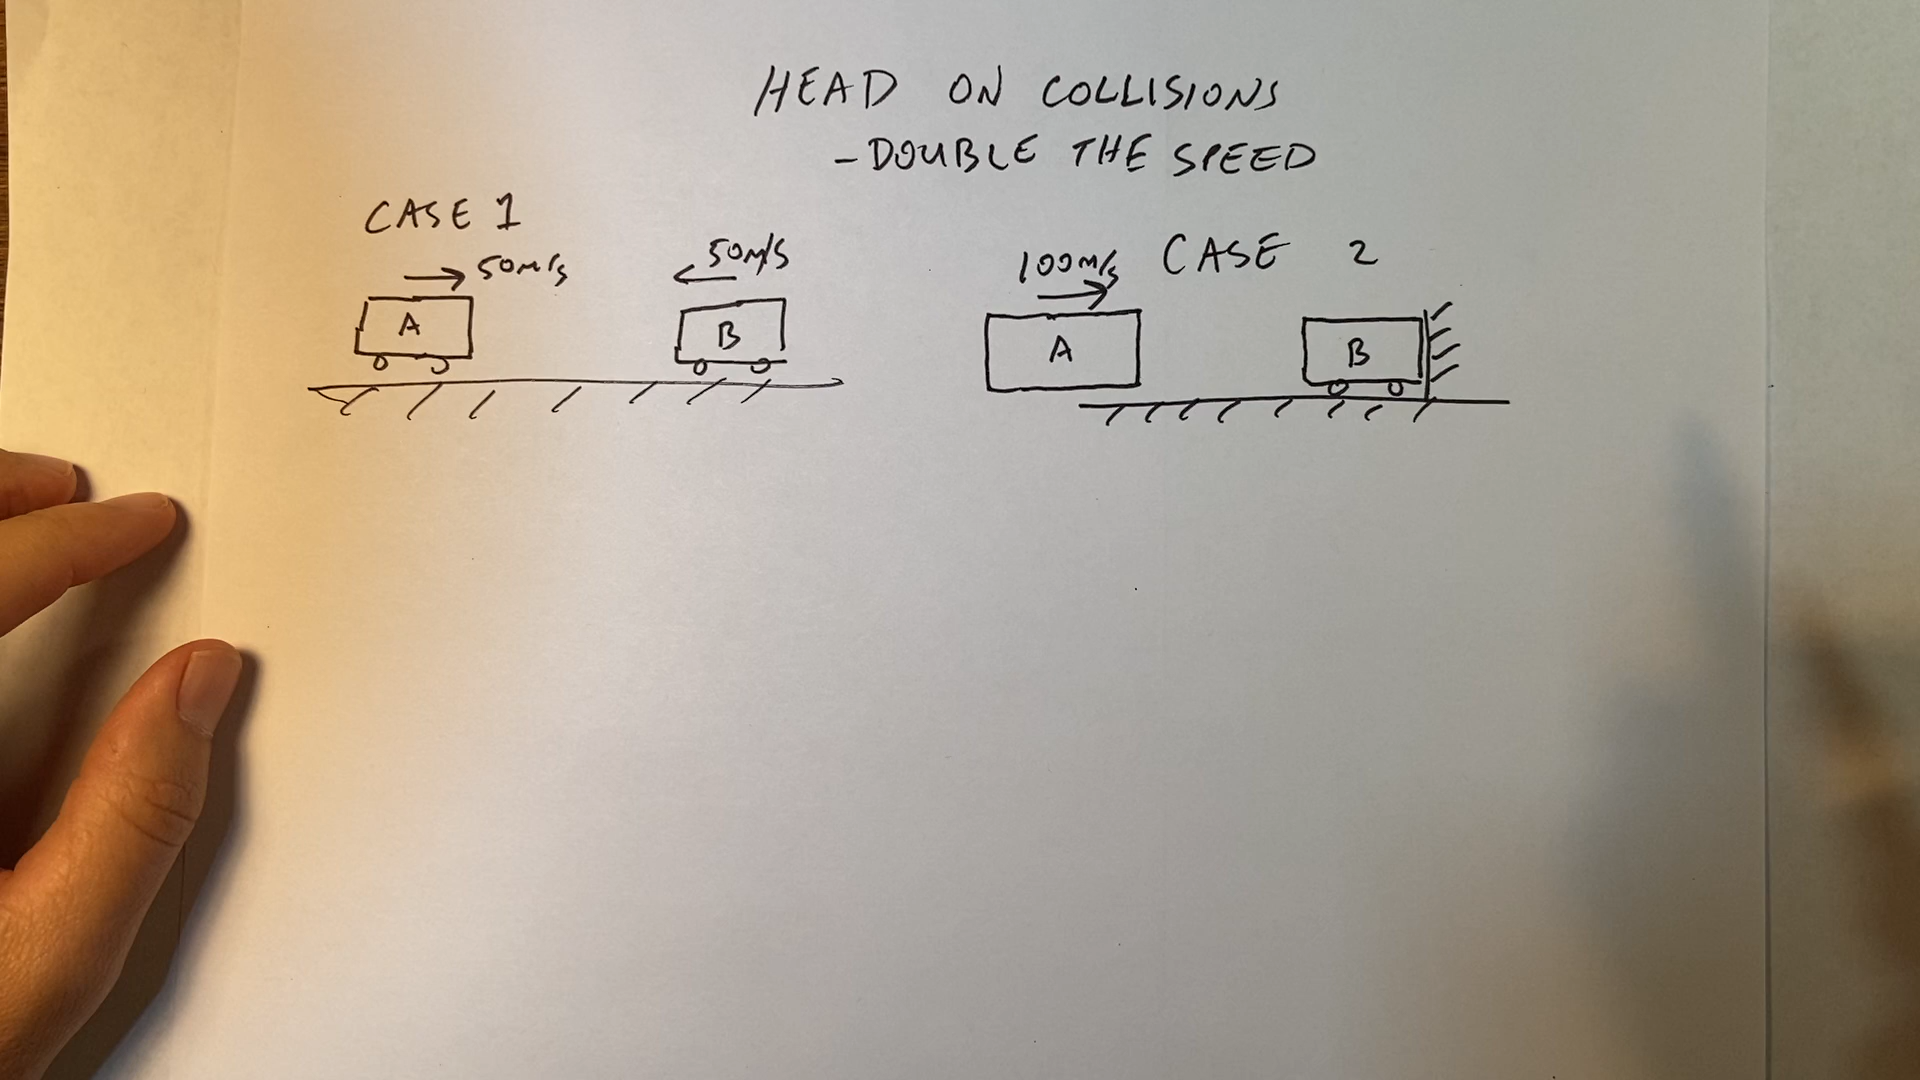 HEAD ON COLLISIONS
- DOUBLE THE SPEED
CASE 1
50m/s
50m/s
A
B
CASE 2
100m/s
A
B